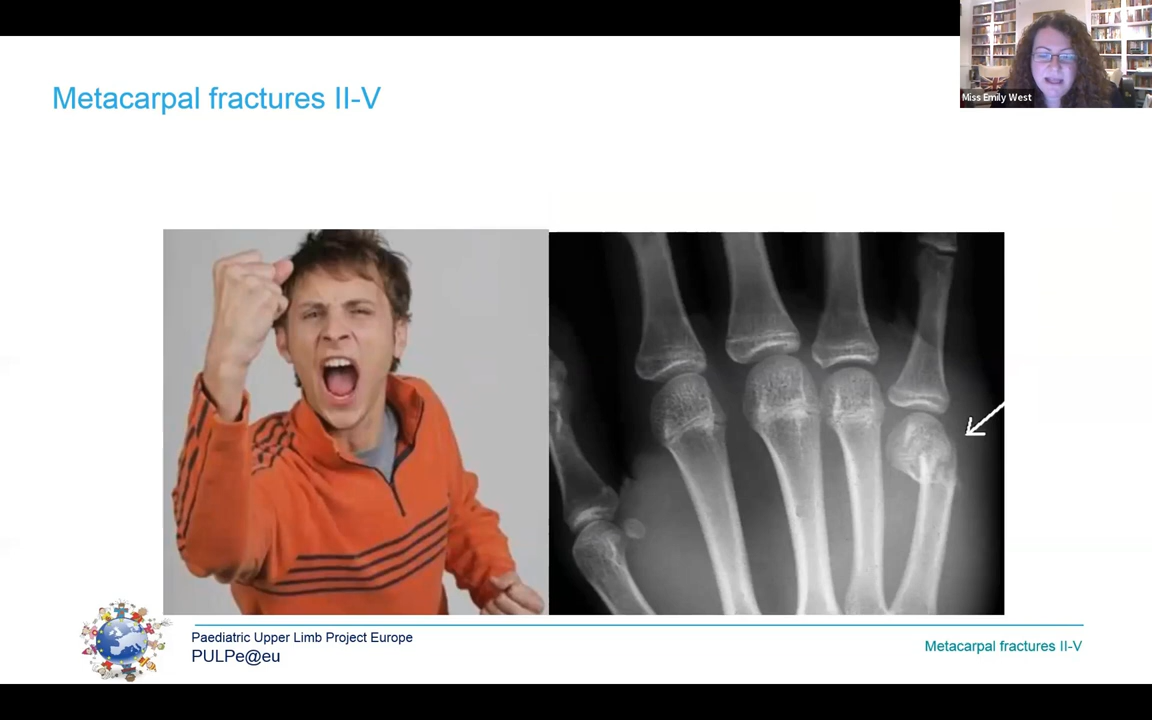 Miss Emily West
Metacarpal fractures II-V
Paediatric Upper Limb Project Europe
PULPe@eu
Metacarpal fractures II-V